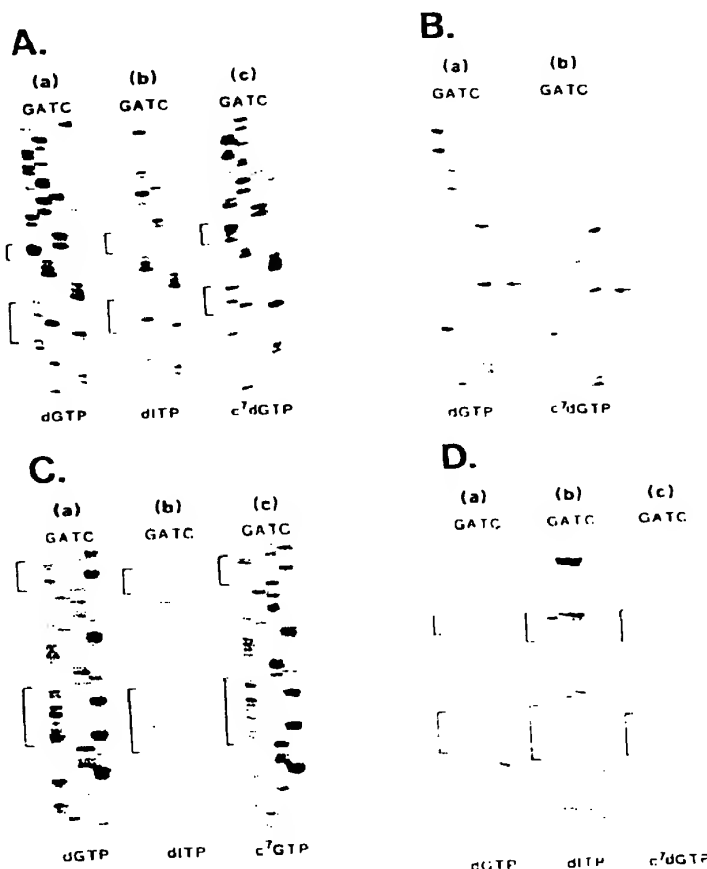 A.
(a) (b) (c)
GATC GATC GATC
dGTP dITP c⁷dGTP
B.
(a) (b)
GATC GATC
dGTP c⁷dGTP
C.
(a) (b) (c)
GATC GATC GATC
dGTP dITP c⁷GTP
D.
(a) (b) (c)
GATC GATC GATC
dGTP dITP c⁷dGTP